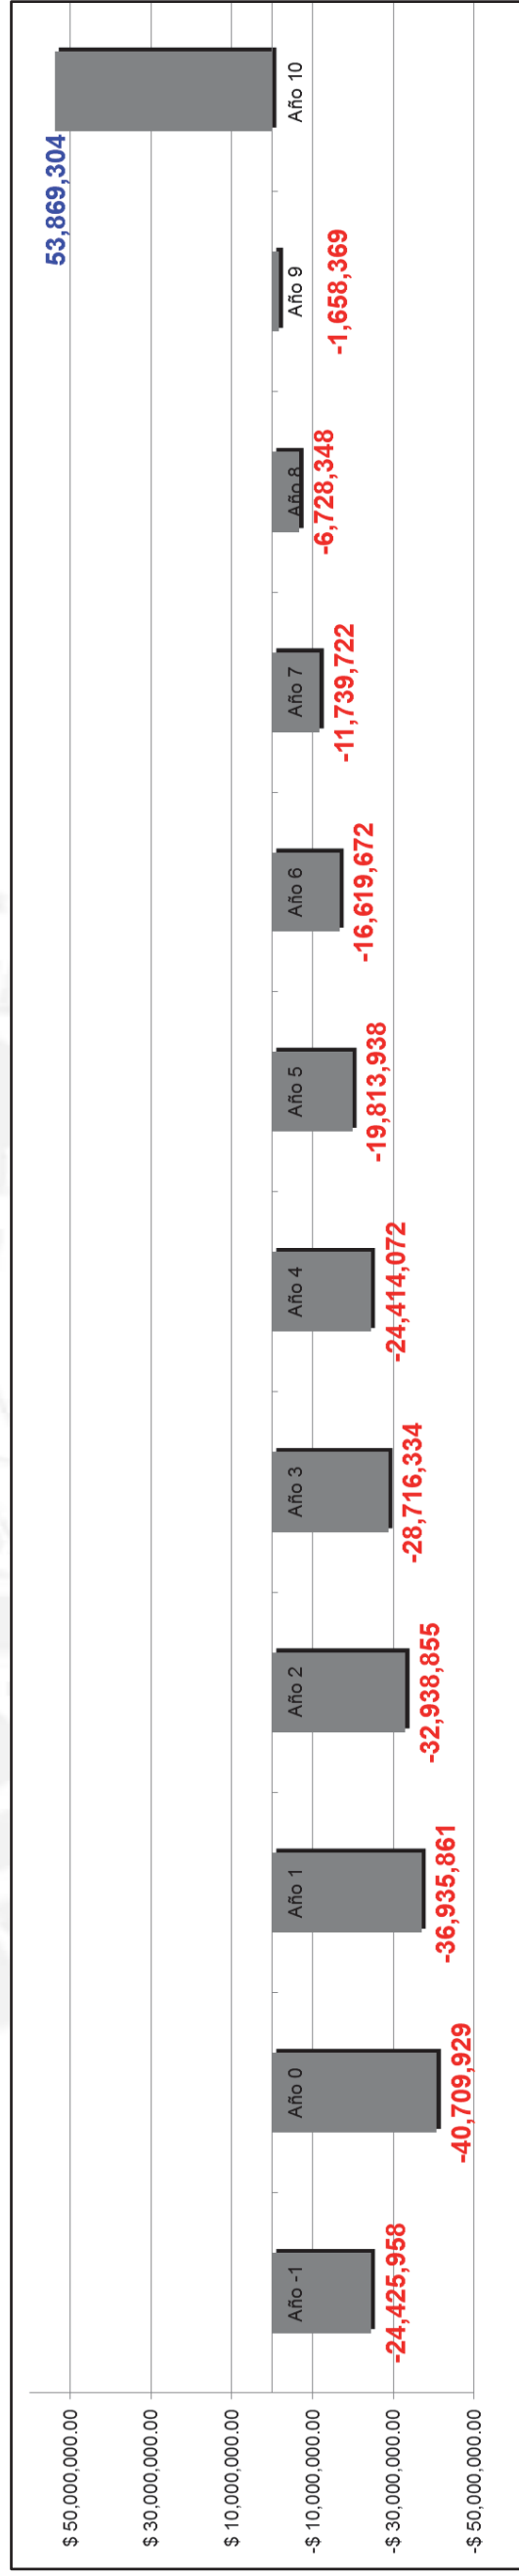 $ 50,000,000.00
$ 30,000,000.00
$ 10,000,000.00
-$ 10,000,000.00
-$ 30,000,000.00
-$ 50,000,000.00
Año -1
-24,425,958
Año 0
-40,709,929
Año 1
-36,935,861
Año 2
-32,938,855
Año 3
-28,716,334
Año 4
-24,414,072
Año 5
-19,813,938
Año 6
-16,619,672
Año 7
-11,739,722
Año 8
-6,728,348
Año 9
-1,658,369
53,869,304
Año 10